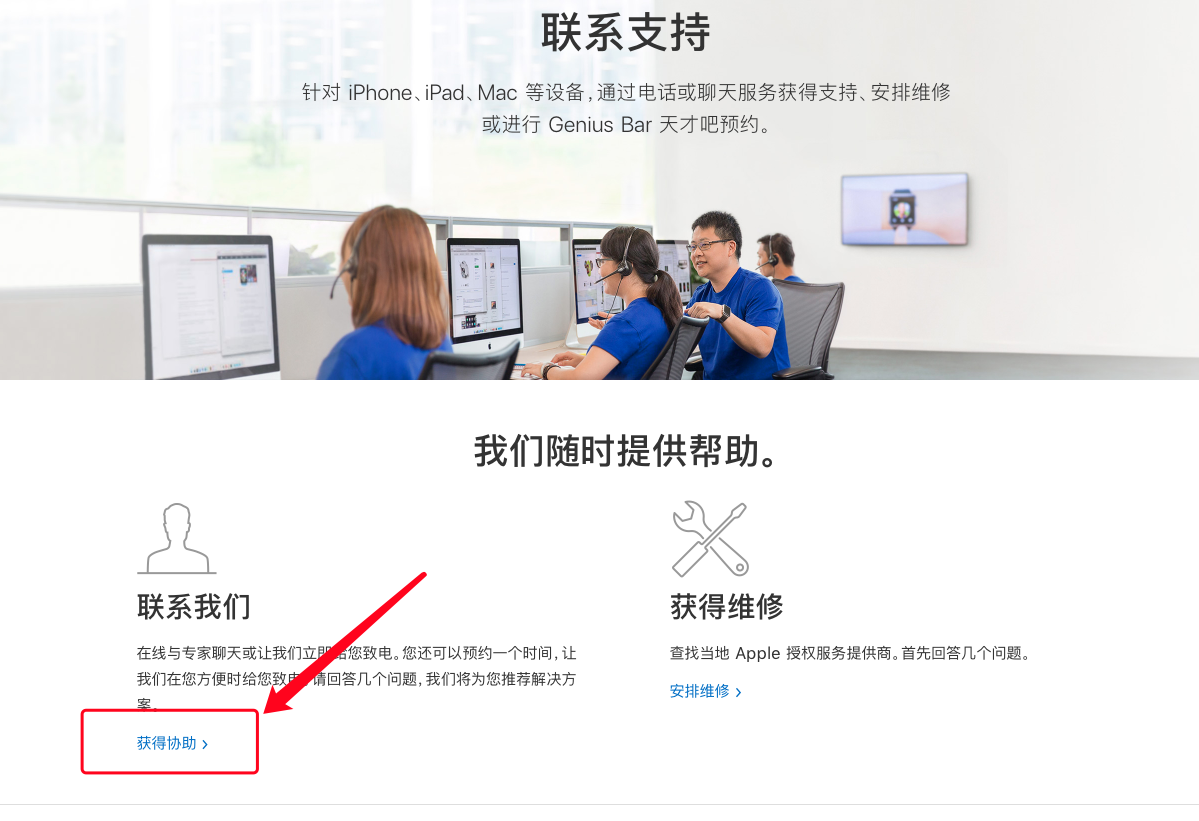 联系支持
针对 iPhone、iPad、Mac 等设备，通过电话或聊天服务获得支持、安排维修
或进行 Genius Bar 天才吧预约。
我们随时提供帮助。
联系我们
在线与专家聊天或让我们立即给您致电。您还可以预约一个时间，让
我们在您方便时给您致电。请回答几个问题，我们将为您推荐解决方
案。
获得协助 ›
获得维修
查找当地 Apple 授权服务提供商。首先回答几个问题。
安排维修 ›